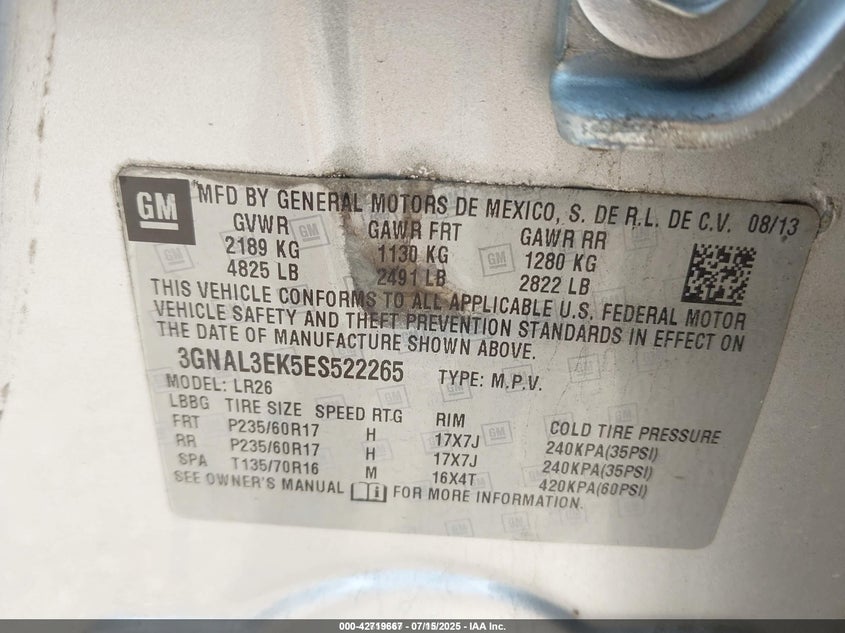 GM MFD BY GENERAL MOTORS DE MEXICO, S. DE R.L. DE C.V. 08/13
GVWR GAWR FRT GAWR RR
2189 KG 1130 KG 1280 KG
4825 LB 2491 LB 2822 LB
THIS VEHICLE CONFORMS TO ALL APPLICABLE U.S. FEDERAL MOTOR
VEHICLE SAFETY AND THEFT PREVENTION STANDARDS IN EFFECT ON
THE DATE OF MANUFACTURE SHOWN ABOVE.
3GNAL3EK5ES522265 TYPE: M.P.V.
MODEL: LR26
LBBG TIRE SIZE SPEED RTG RIM COLD TIRE PRESSURE
FRT P235/60R17 H 17X7J 240KPA(35PSI)
RR P235/60R17 H 17X7J 240KPA(35PSI)
SPA T135/70R16 M 16X4T 420KPA(60PSI)
SEE OWNER'S MANUAL FOR MORE INFORMATION.
000-42719667 - 07/15/2025 - IAA Inc.